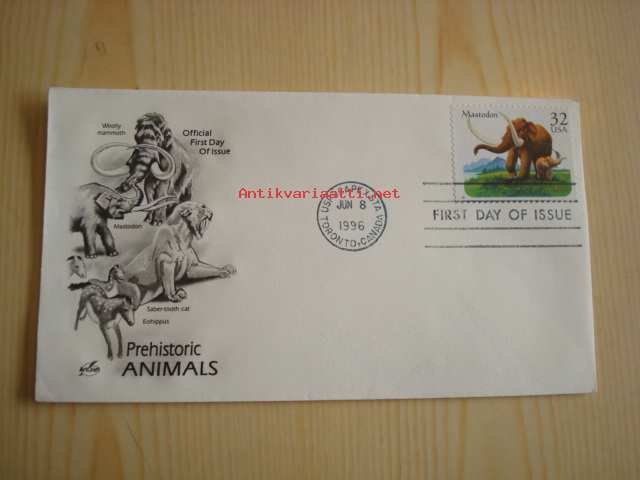 Woolly
mammoth
Official
First Day
Of Issue
Mastodon
Saber-tooth cat
Eohippus
Prehistoric
ANIMALS
ArtCraft
Antikvariaatti.net
Mastodon
32
USA
JUN 8
1996
TORONTO, CANADA
FIRST DAY OF ISSUE